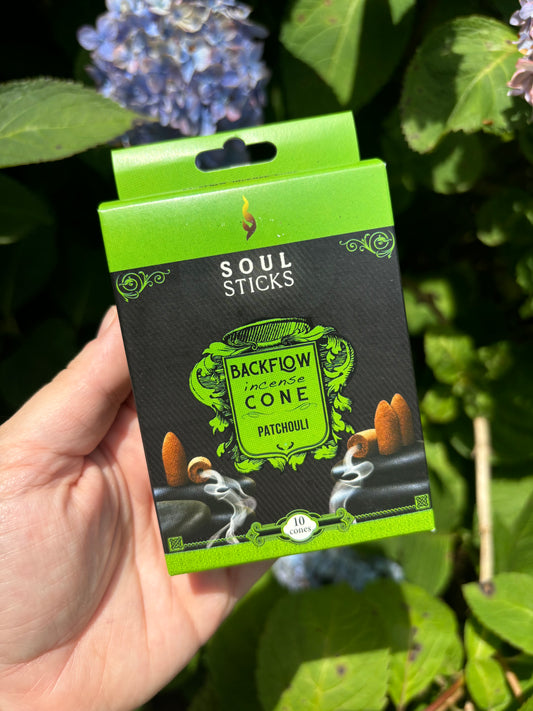 SOUL
STICKS
BACKFLOW
incense
CONE
PATCHOULI
10
cones